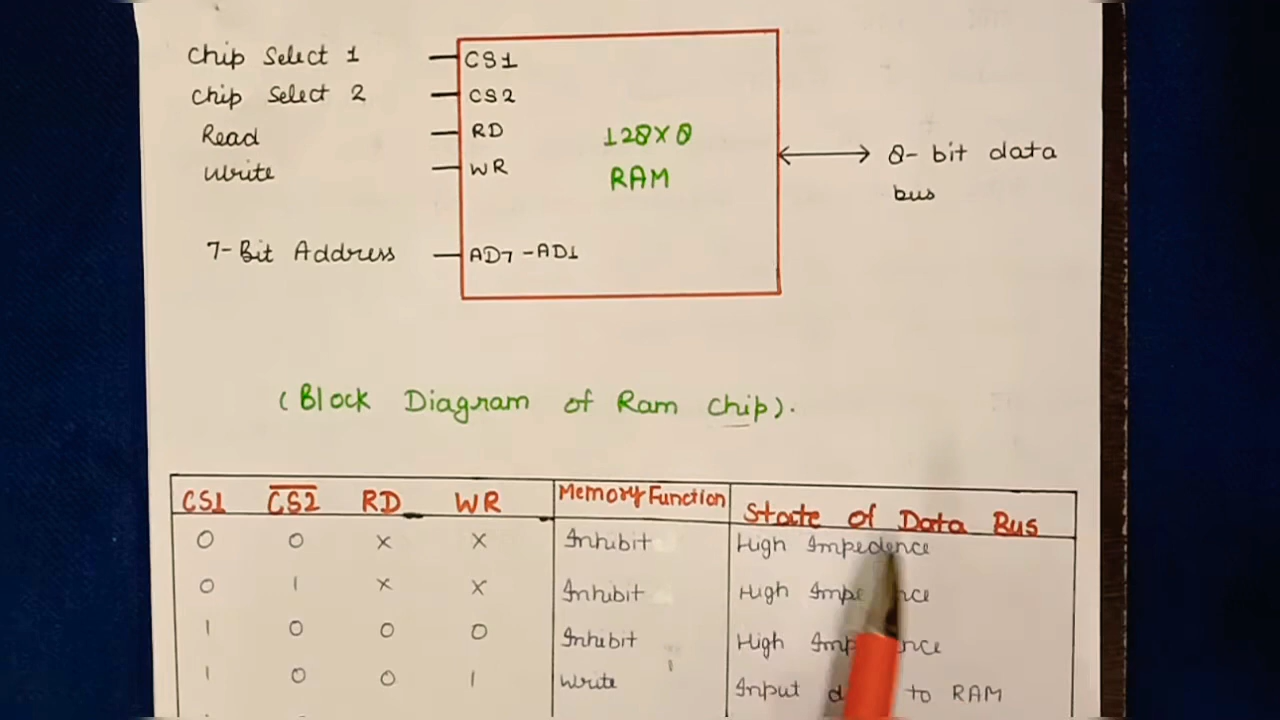 Chip Select 1 CS1
Chip Select 2 CS2
Read RD
Write WR
128X8
RAM
8- bit data
bus
7-Bit Address AD7-AD1
(Block Diagram of Ram Chip).
CS1 C̅S̅2̅ RD WR Memory Function State of Data Bus
0 0 X X Inhibit High Impedence
0 1 X X Inhibit High
1 0 0 0 Inhibit High
1 0 0 1 Write Input to RAM